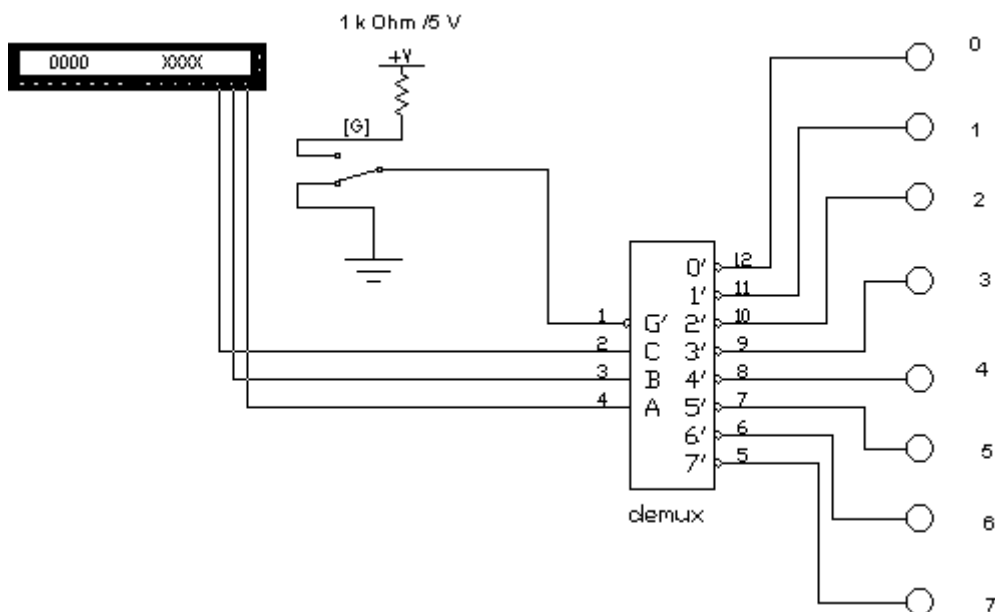 1 k Ohm /5 V
0000 XXXX
+V
[G]
0
1
2
3
4
5
6
7
0' 12
1' 11
1 G' 2' 10
2 C 3' 9
3 B 4' 8
4 A 5' 7
6' 6
7' 5
demux